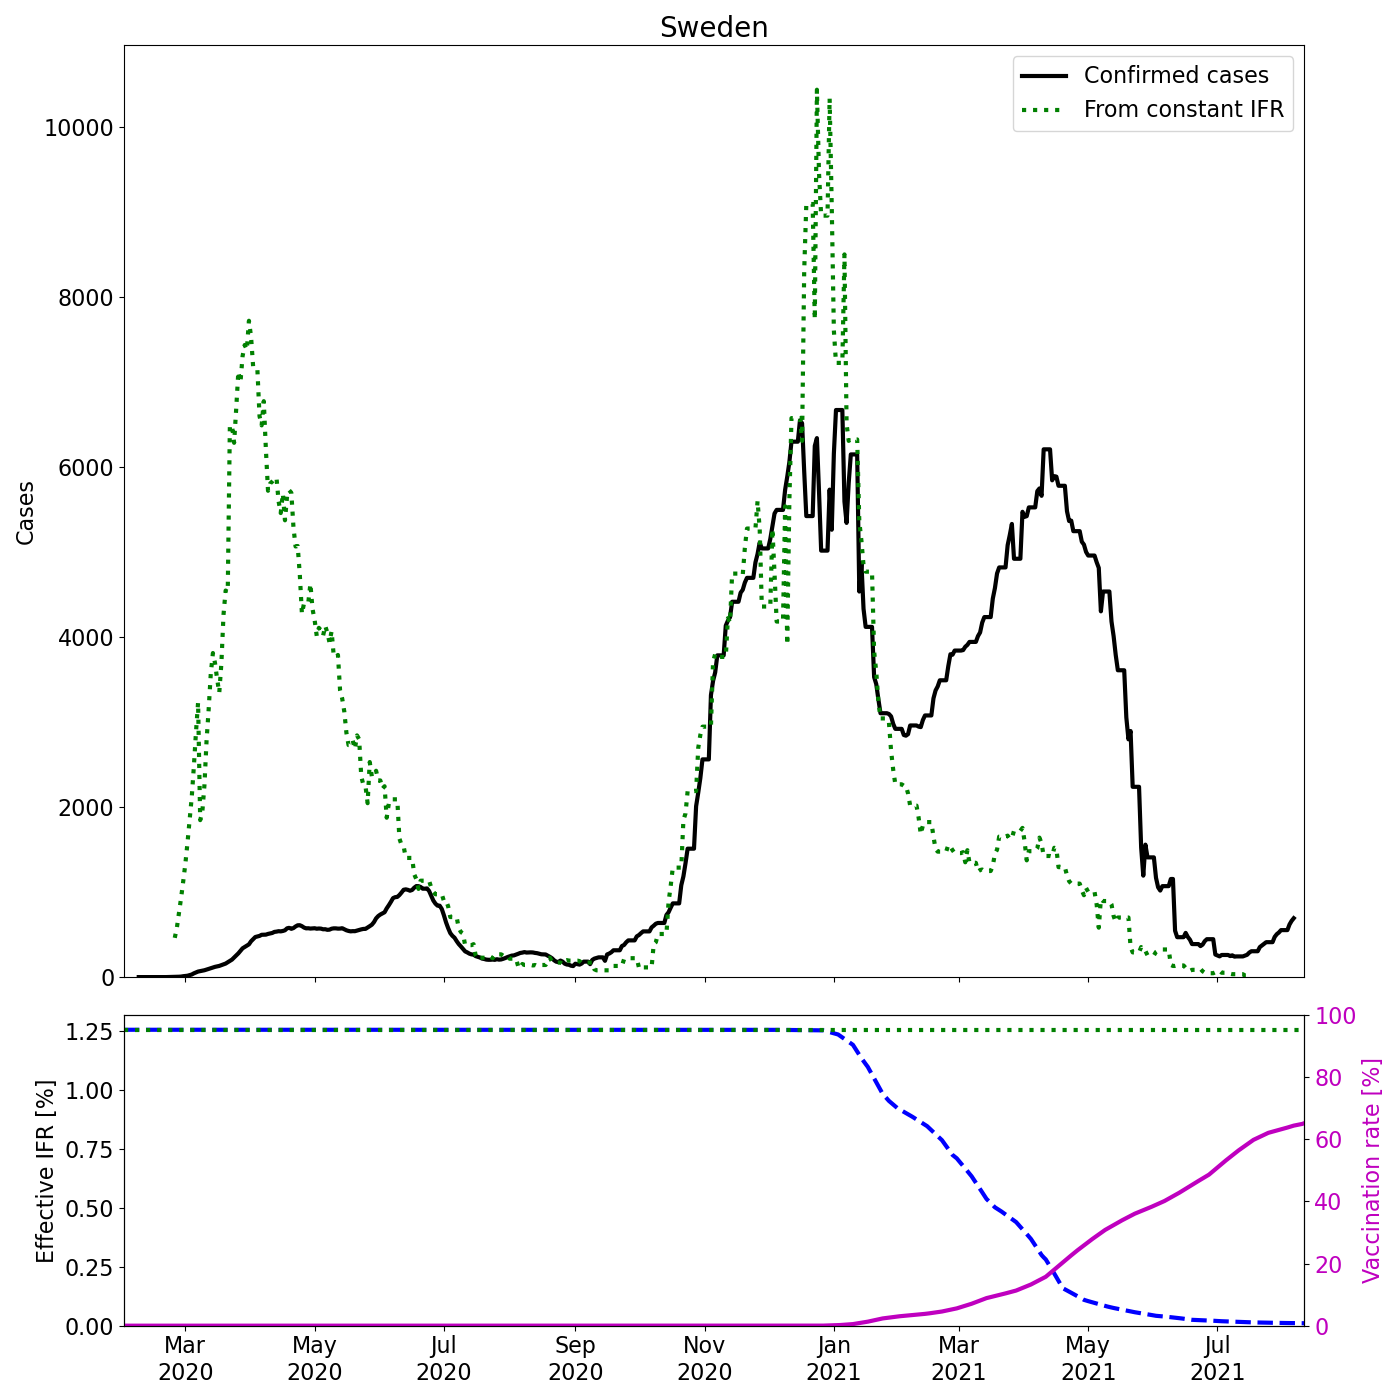 Sweden
Confirmed cases
From constant IFR
10000
8000
6000
4000
2000
0
Cases
1.25
1.00
0.75
0.50
0.25
0.00
Effective IFR [%]
100
80
60
40
20
0
Vaccination rate [%]
Mar
2020
May
2020
Jul
2020
Sep
2020
Nov
2020
Jan
2021
Mar
2021
May
2021
Jul
2021